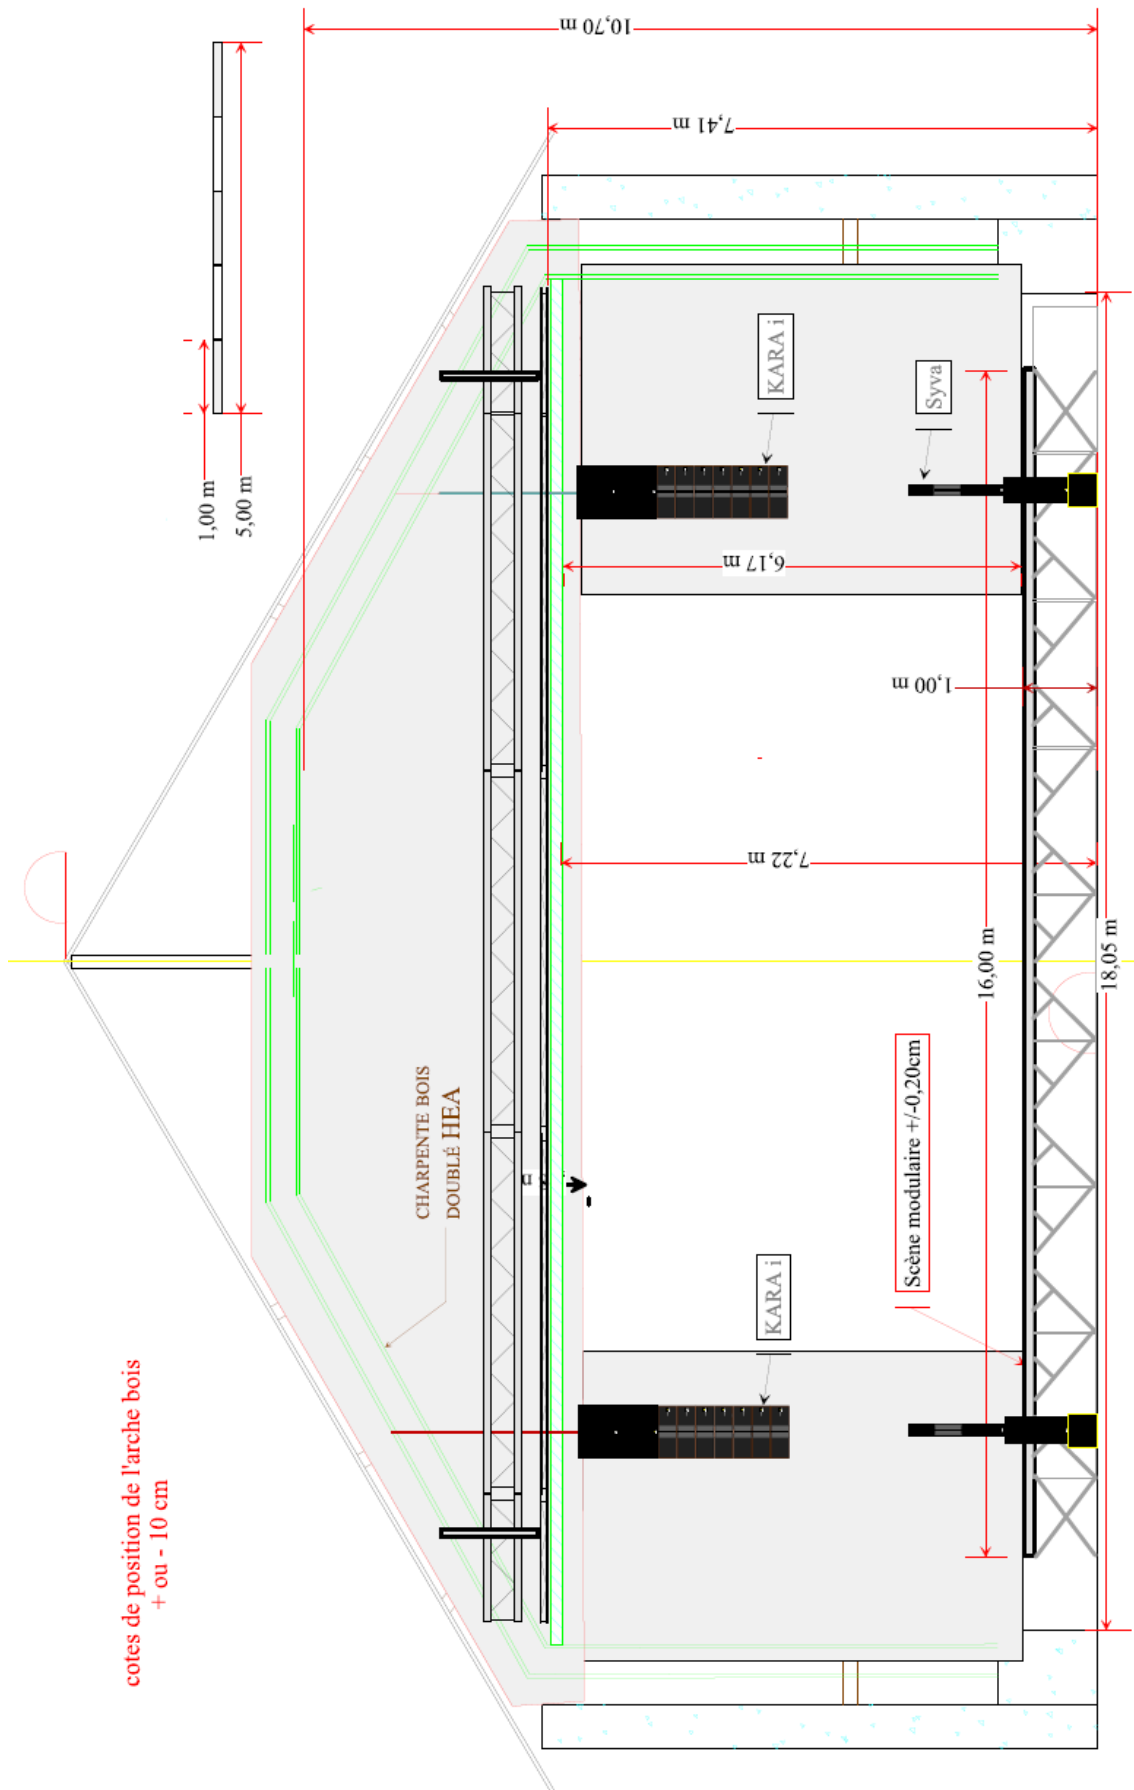 10,70 m
7,41 m
1,00 m
5,00 m
KARA i
Syva
6,17 m
1,00 m
7,22 m
16,00 m
18,05 m
CHARPENTE BOIS
DOUBLÉ HEA
Scène modulaire +/-0,20cm
KARA i
cotes de position de l'arche bois
+ ou - 10 cm